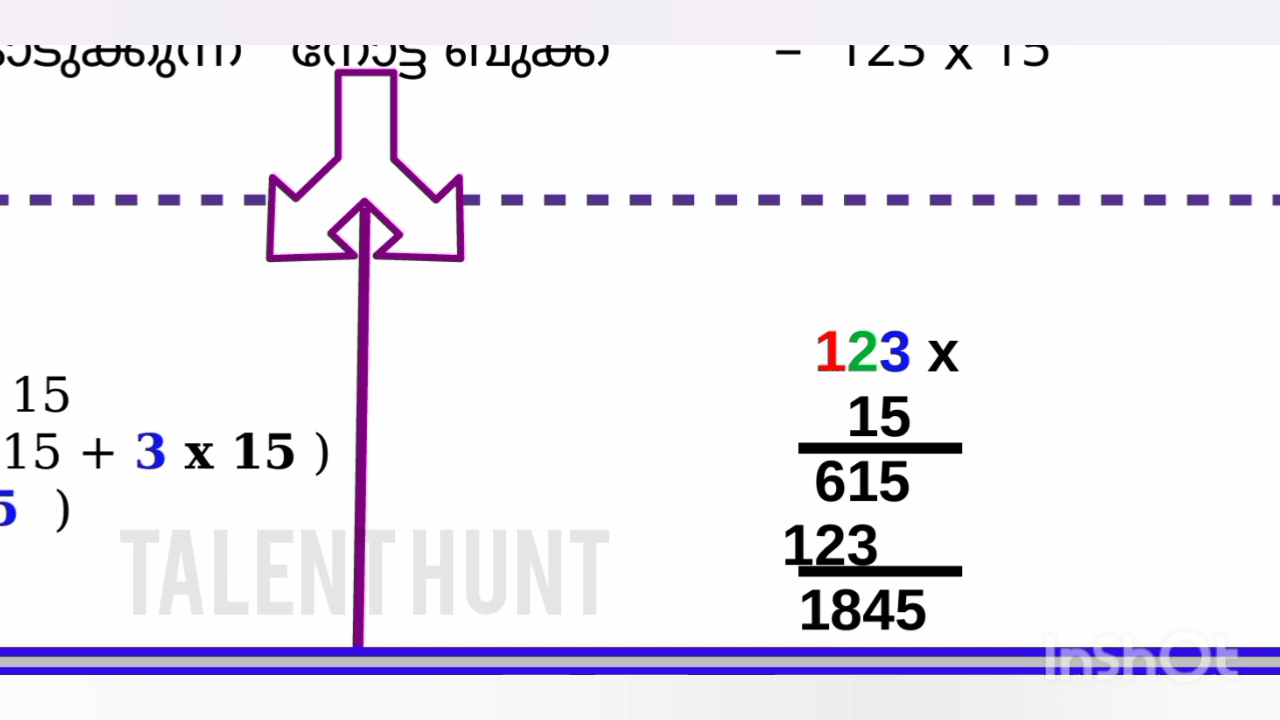 നോട്ട് ബുക്ക് = 123 x 15
15
15 + 3 x 15 )
5 )
123 x
15
615
123
1845
TALENT HUNT
InShOt